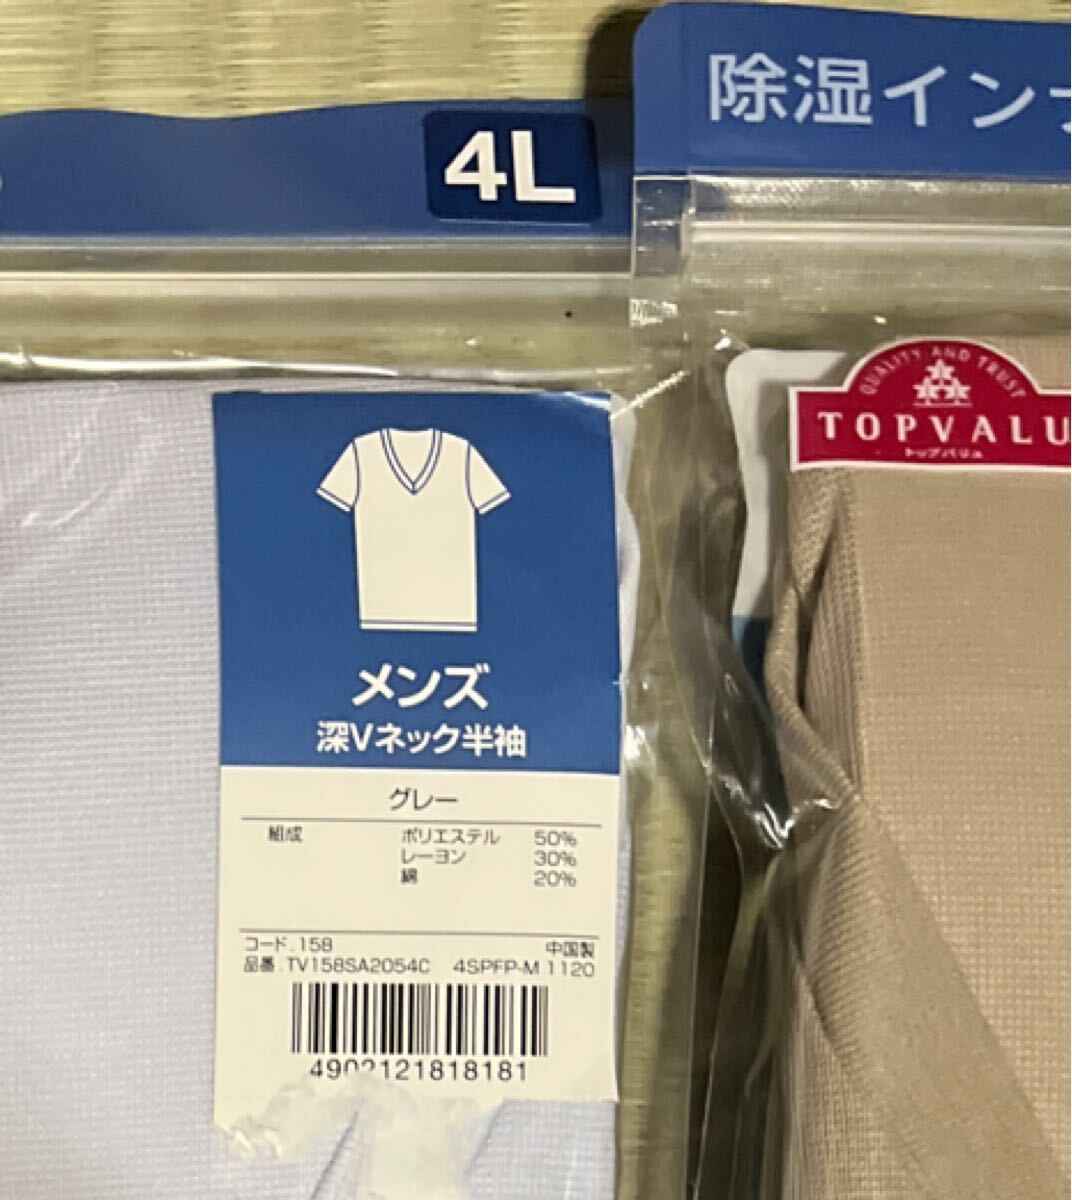 4L
除湿イン
QUALITY AND TRUST
TOPVALU
トップバリュ
メンズ
深Vネック半袖
グレー
組成 ポリエステル 50%
レーヨン 30%
綿 20%
コード.158 中国製
品番.TV158SA2054C 4SPFP-M 1120
4902121818181